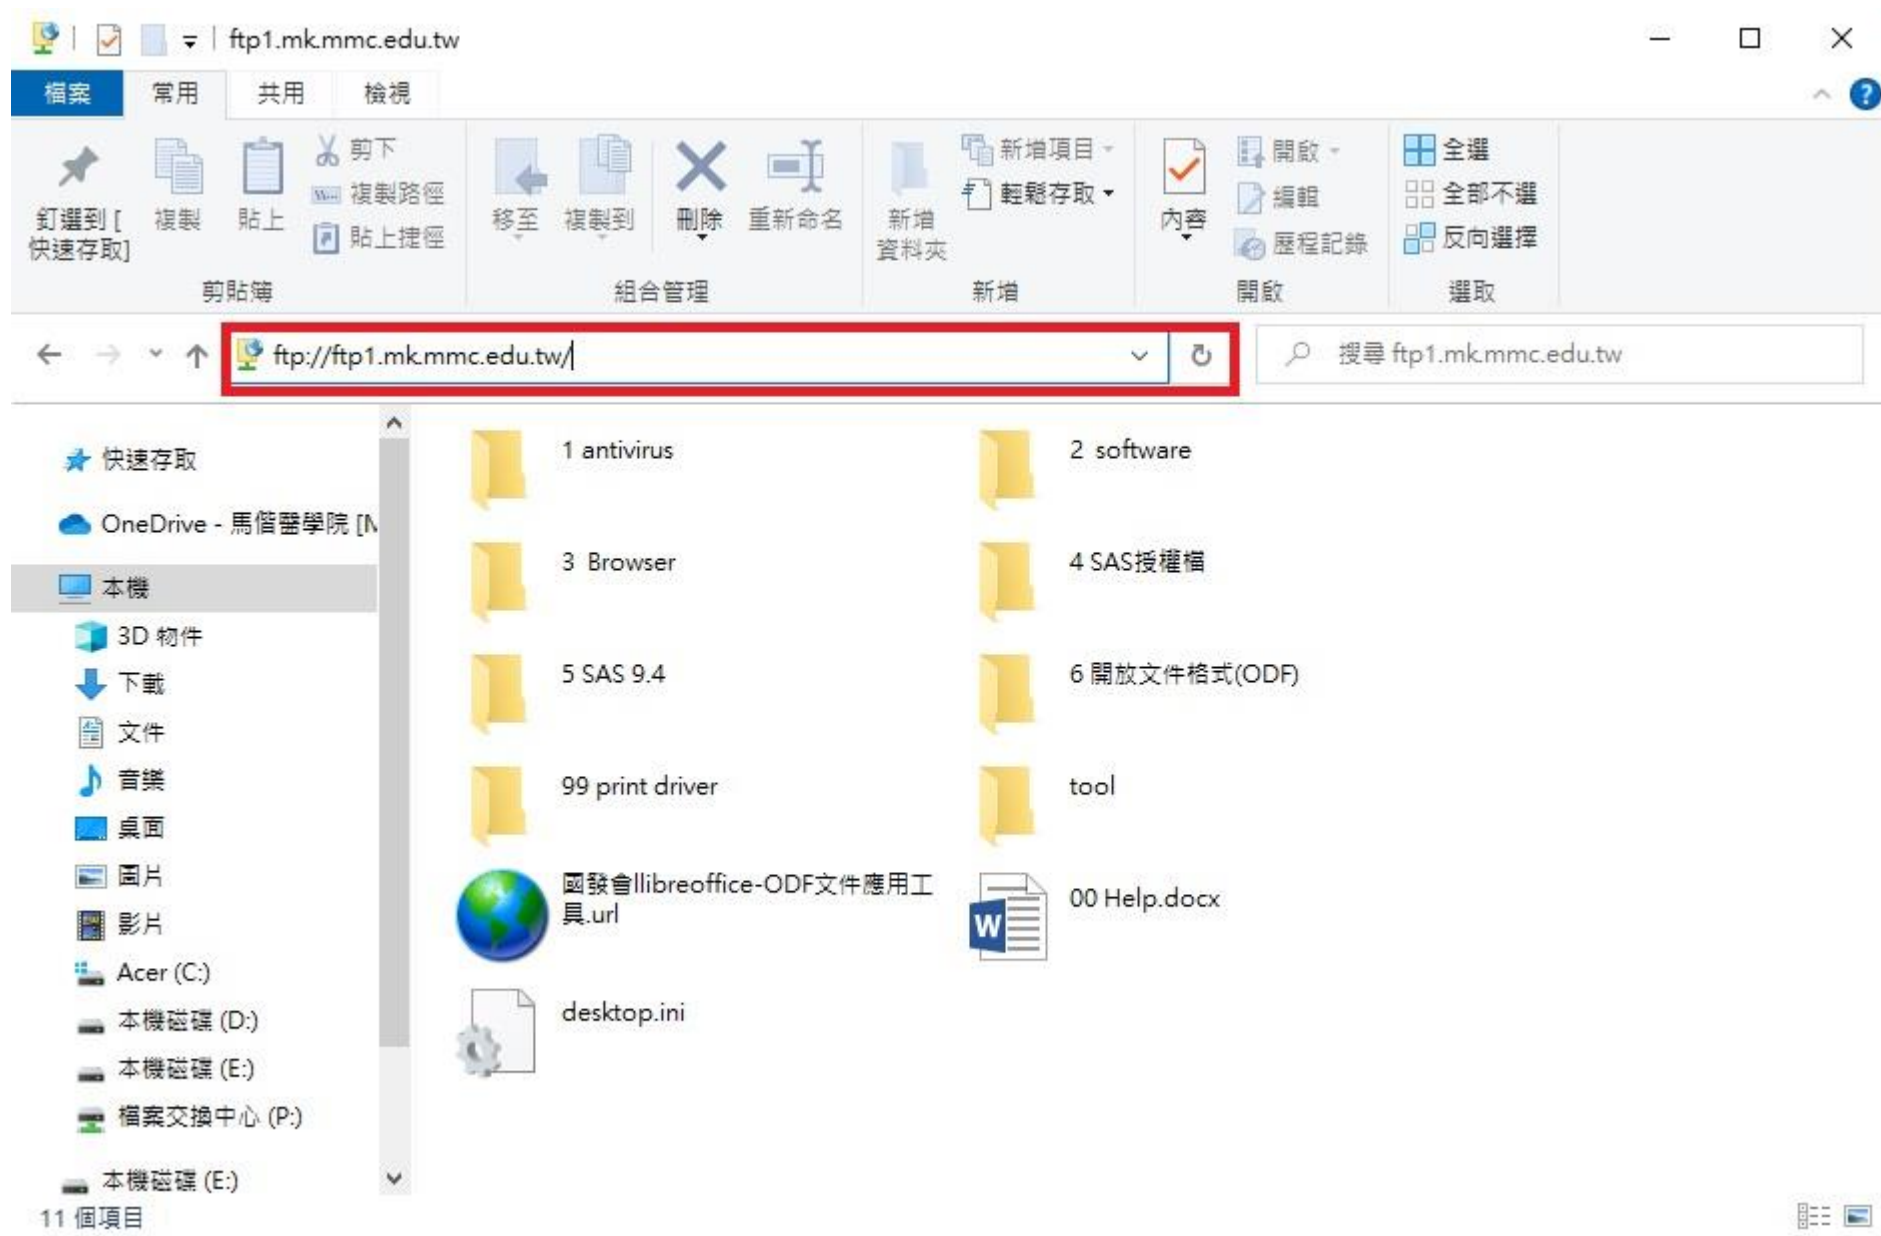 ftp1.mk.mmc.edu.tw
檔案 常用 共用 檢視
釘選到 [
快速存取]
複製
貼上
剪下
複製路徑
貼上捷徑
剪貼簿
移至
複製到
刪除
重新命名
組合管理
新增
資料夾
新增項目
輕鬆存取
新增
內容
開啟
編輯
歷程記錄
開啟
全選
全部不選
反向選擇
選取
ftp://ftp1.mk.mmc.edu.tw/
搜尋 ftp1.mk.mmc.edu.tw
快速存取
OneDrive - 馬偕醫學院 [M
本機
3D 物件
下載
文件
音樂
桌面
圖片
影片
Acer (C:)
本機磁碟 (D:)
本機磁碟 (E:)
檔案交換中心 (P:)
本機磁碟 (E:)
1 antivirus
2 software
3 Browser
4 SAS授權檔
5 SAS 9.4
6 開放文件格式(ODF)
99 print driver
tool
國發會llibreoffice-ODF文件應用工
具.url
00 Help.docx
desktop.ini
11 個項目